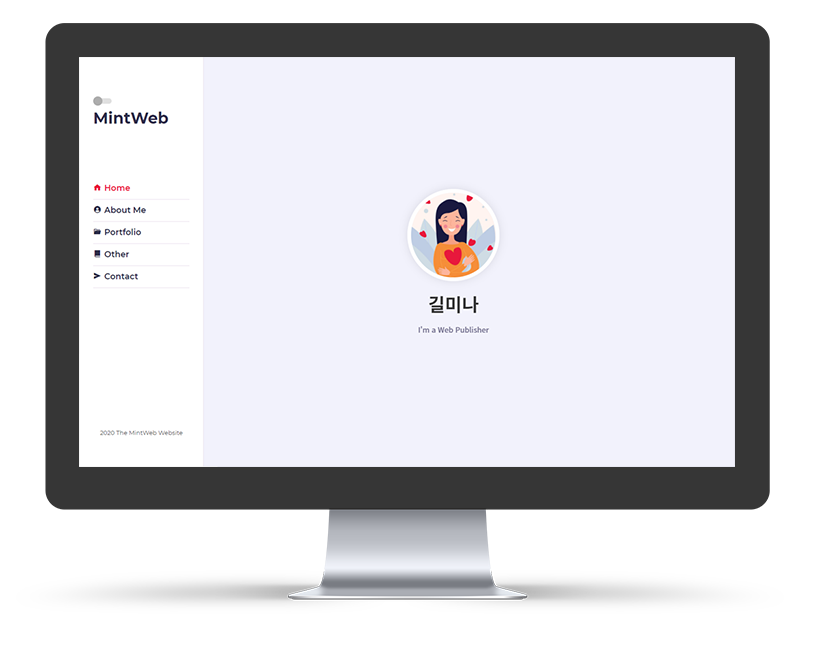 MintWeb
Home
About Me
Portfolio
Other
Contact
길미나
I'm a Web Publisher
2020 The MintWeb Website